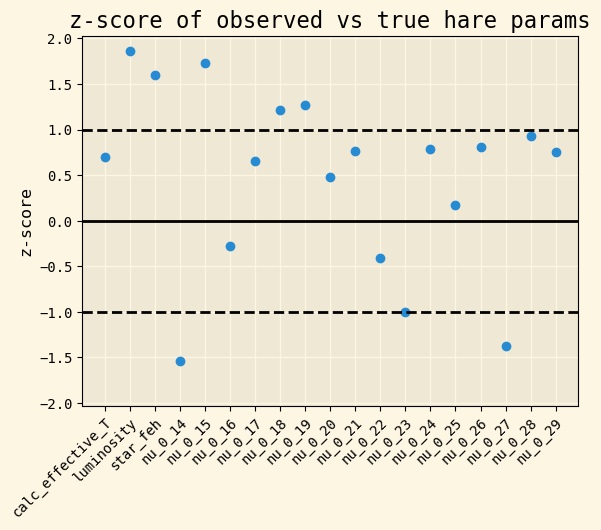 z-score of observed vs true hare params
z-score
2.0
1.5
1.0
0.5
0.0
−0.5
−1.0
−1.5
−2.0
calc_effective_T
luminosity
star_feh
nu_0_14
nu_0_15
nu_0_16
nu_0_17
nu_0_18
nu_0_19
nu_0_20
nu_0_21
nu_0_22
nu_0_23
nu_0_24
nu_0_25
nu_0_26
nu_0_27
nu_0_28
nu_0_29